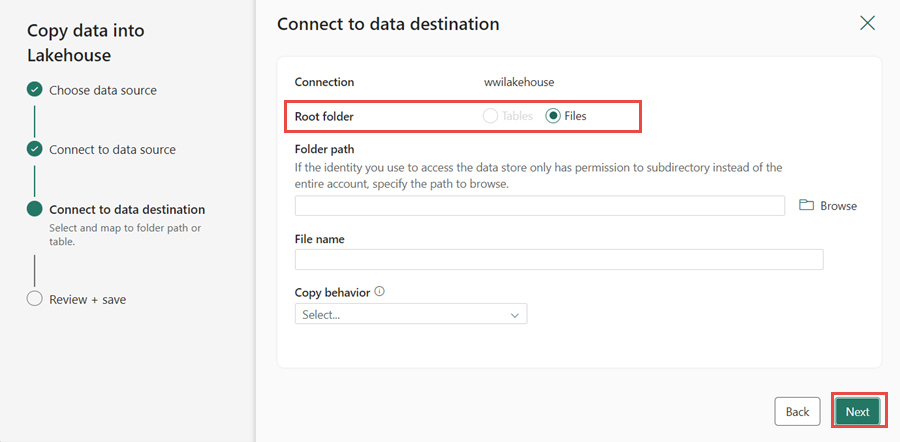 Copy data into
Lakehouse
Choose data source
Connect to data source
Connect to data destination
Select and map to folder path or
table.
Review + save
Connect to data destination
Connection wwilakehouse
Root folder Tables Files
Folder path
If the identity you use to access the data store only has permission to subdirectory instead of the
entire account, specify the path to browse.
Browse
File name
Copy behavior
Select...
Back Next